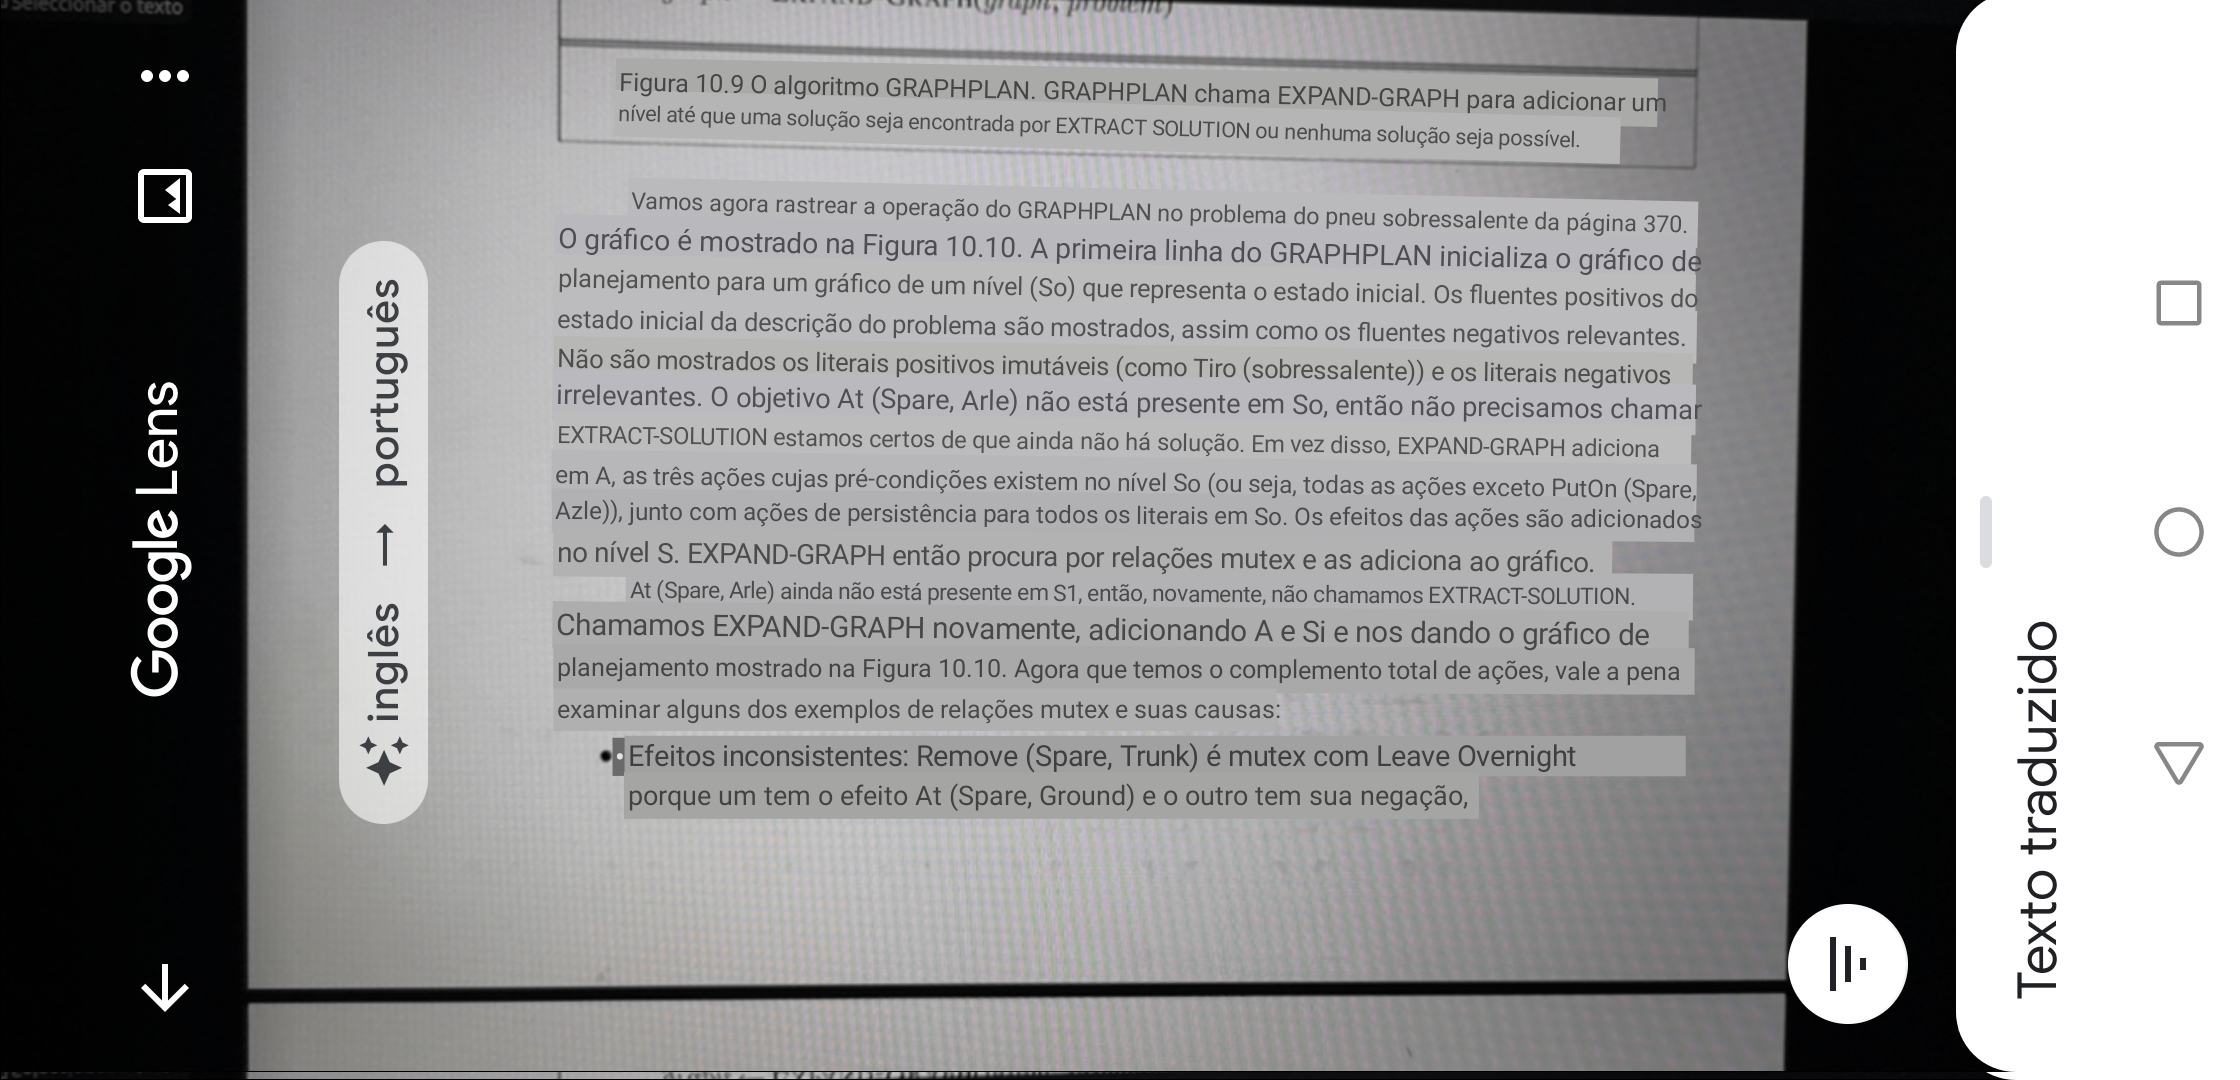 Seleccionar o texto
Google Lens
inglês → português
EXPAND-GRAPH(graph, problem)
Figura 10.9 O algoritmo GRAPHPLAN. GRAPHPLAN chama EXPAND-GRAPH para adicionar um
nível até que uma solução seja encontrada por EXTRACT SOLUTION ou nenhuma solução seja possível.
Vamos agora rastrear a operação do GRAPHPLAN no problema do pneu sobressalente da página 370.
O gráfico é mostrado na Figura 10.10. A primeira linha do GRAPHPLAN inicializa o gráfico de
planejamento para um gráfico de um nível (So) que representa o estado inicial. Os fluentes positivos do
estado inicial da descrição do problema são mostrados, assim como os fluentes negativos relevantes.
Não são mostrados os literais positivos imutáveis (como Tiro (sobressalente)) e os literais negativos
irrelevantes. O objetivo At (Spare, Arle) não está presente em So, então não precisamos chamar
EXTRACT-SOLUTION estamos certos de que ainda não há solução. Em vez disso, EXPAND-GRAPH adiciona
em A, as três ações cujas pré-condições existem no nível So (ou seja, todas as ações exceto PutOn (Spare,
Azle)), junto com ações de persistência para todos os literais em So. Os efeitos das ações são adicionados
no nível S. EXPAND-GRAPH então procura por relações mutex e as adiciona ao gráfico.
At (Spare, Arle) ainda não está presente em S1, então, novamente, não chamamos EXTRACT-SOLUTION.
Chamamos EXPAND-GRAPH novamente, adicionando A e Si e nos dando o gráfico de
planejamento mostrado na Figura 10.10. Agora que temos o complemento total de ações, vale a pena
examinar alguns dos exemplos de relações mutex e suas causas:
• Efeitos inconsistentes: Remove (Spare, Trunk) é mutex com Leave Overnight
porque um tem o efeito At (Spare, Ground) e o outro tem sua negação,
Texto traduzido